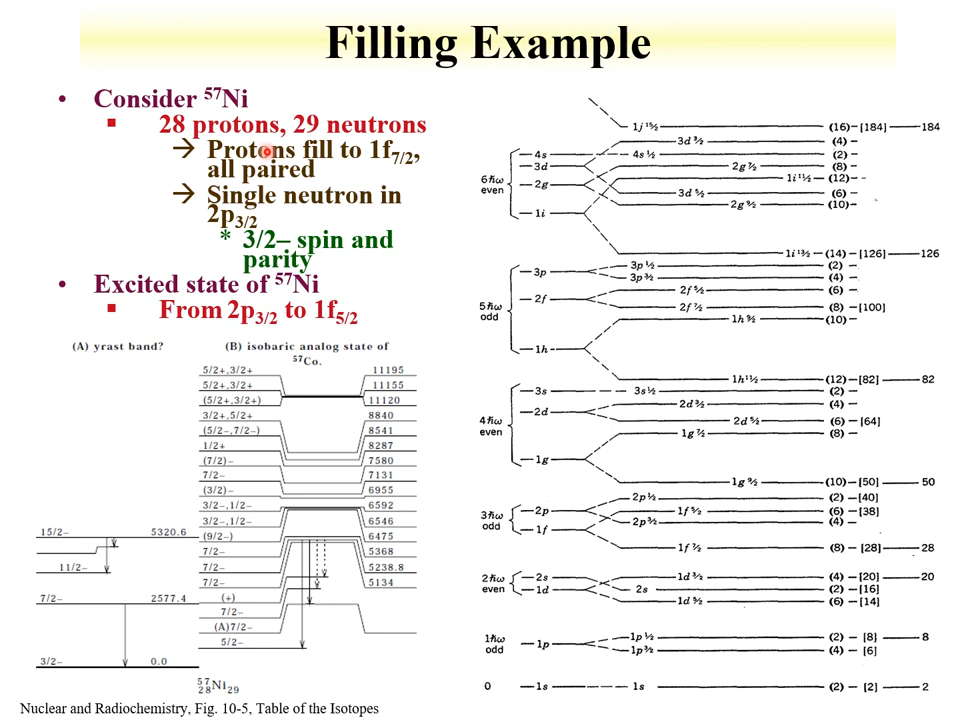 Filling Example
• Consider ⁵⁷Ni
▪ 28 protons, 29 neutrons
→ Protons fill to 1f7/2,
all paired
→ Single neutron in
2p3/2
* 3/2– spin and
parity
• Excited state of ⁵⁷Ni
▪ From 2p3/2 to 1f5/2
(A) yrast band?
(B) isobaric analog state of
⁵⁷Co.
5/2+,3/2+ 11195
5/2+,3/2+ 11155
(5/2+,3/2+) 11120
3/2+,5/2+ 8840
(5/2–,7/2–) 8541
1/2+ 8287
(7/2)– 7580
7/2– 7131
(3/2)– 6955
3/2–,1/2– 6592
3/2–,1/2– 6546
(9/2–) 6475
7/2– 5368
7/2– 5238.8
7/2– 5134
(+)
7/2–
(A)7/2–
5/2–
15/2– 5320.6
11/2–
7/2– 2577.4
3/2– 0.0
⁵⁷₂₈Ni₂₉
Nuclear and Radiochemistry, Fig. 10-5, Table of the Isotopes
1j 15/2 (16) [184] 184
3d 3/2 (4)
4s 4s 1/2 (2)
3d 2g 7/2 (8)
6ħω even 1i 11/2 (12)
2g 3d 5/2 (6)
2g 9/2 (10)
1i
1i 13/2 (14) [126] 126
3p 3p 1/2 (2)
3p 3/2 (4)
2f 2f 5/2 (6)
5ħω odd 2f 7/2 (8) [100]
1h 9/2 (10)
1h
1h 11/2 (12) [82] 82
3s 3s 1/2 (2)
2d 2d 3/2 (4)
4ħω even 2d 5/2 (6) [64]
1g 7/2 (8)
1g
1g 9/2 (10) [50] 50
2p 2p 1/2 (2) [40]
3ħω odd 1f 5/2 (6) [38]
1f 2p 3/2 (4)
1f 7/2 (8) [28] 28
2s 1d 3/2 (4) [20] 20
2ħω even 1d 2s (2) [16]
1d 5/2 (6) [14]
1ħω odd 1p 1p 1/2 (2) [8] 8
1p 3/2 (4) [6]
0 1s 1s (2) [2] 2